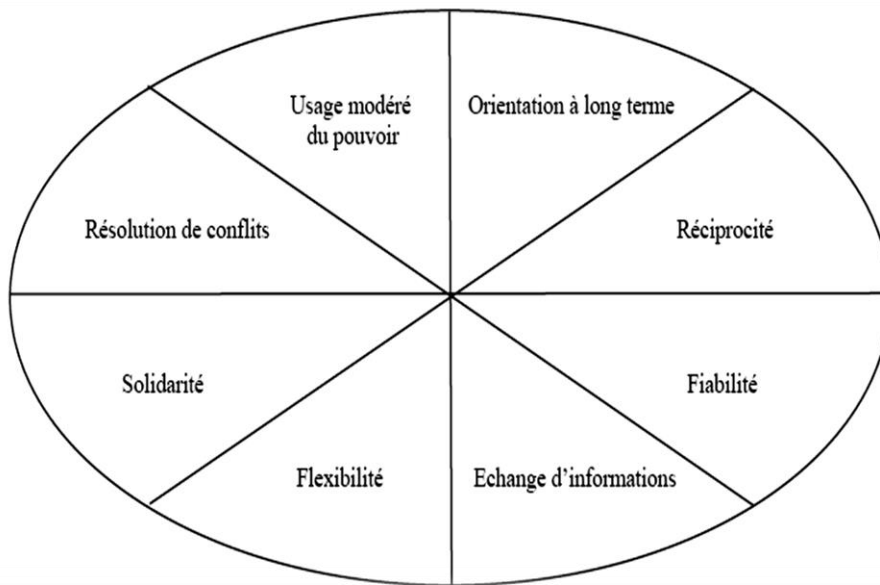 Usage modéré
du pouvoir
Orientation à long terme
Résolution de conflits
Réciprocité
Solidarité
Fiabilité
Flexibilité
Echange d’informations